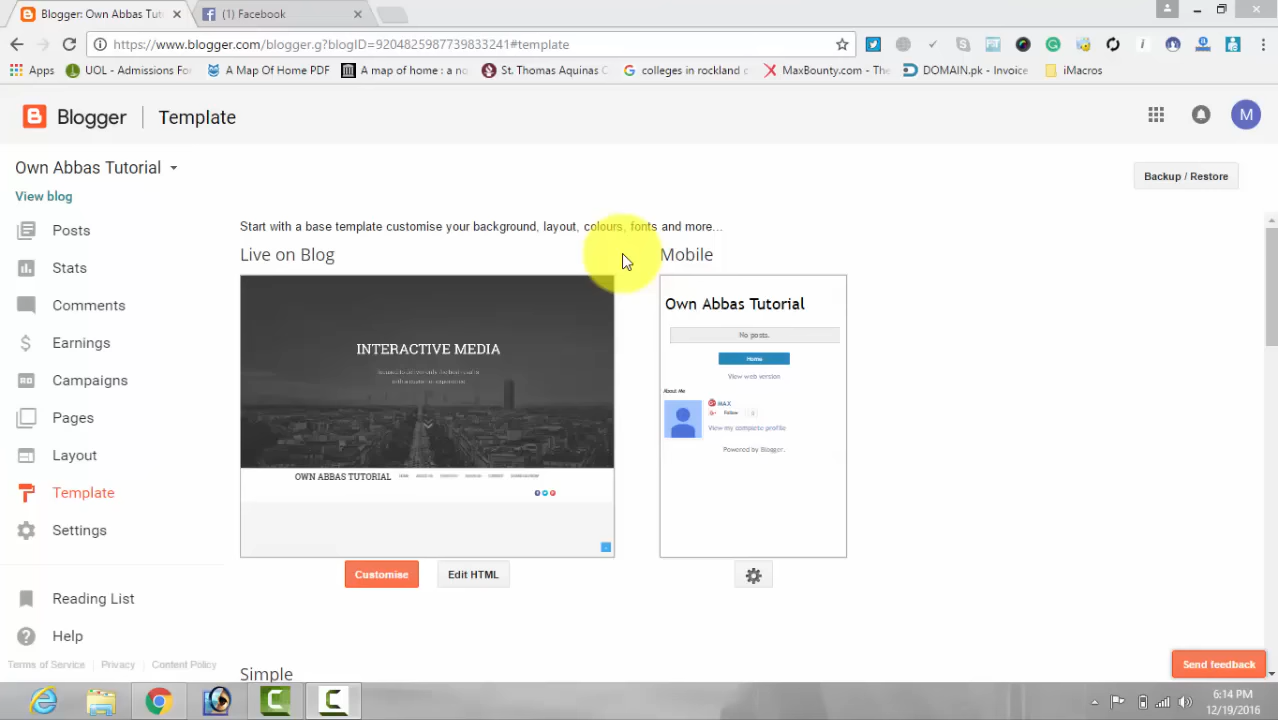 Blogger: Own Abbas Tuto
(1) Facebook
https://www.blogger.com/blogger.g?blogID=9204825987739833241#template
Apps
UOL - Admissions For
A Map Of Home PDF
A map of home : a no
St. Thomas Aquinas C
colleges in rockland c
MaxBounty.com - The
DOMAIN.pk - Invoice
iMacros
Blogger
Template
M
Own Abbas Tutorial
View blog
Backup / Restore
Posts
Stats
Comments
Earnings
Campaigns
Pages
Layout
Template
Settings
Reading List
Help
Terms of Service
Privacy
Content Policy
Start with a base template customise your background, layout, colours, fonts and more...
Live on Blog
INTERACTIVE MEDIA
OWN ABBAS TUTORIAL
Customise
Edit HTML
Mobile
Own Abbas Tutorial
No posts.
Home
View web version
About Me
MAX
Follow
View my complete profile
Powered by Blogger.
Simple
Send feedback
6:14 PM
12/19/2016